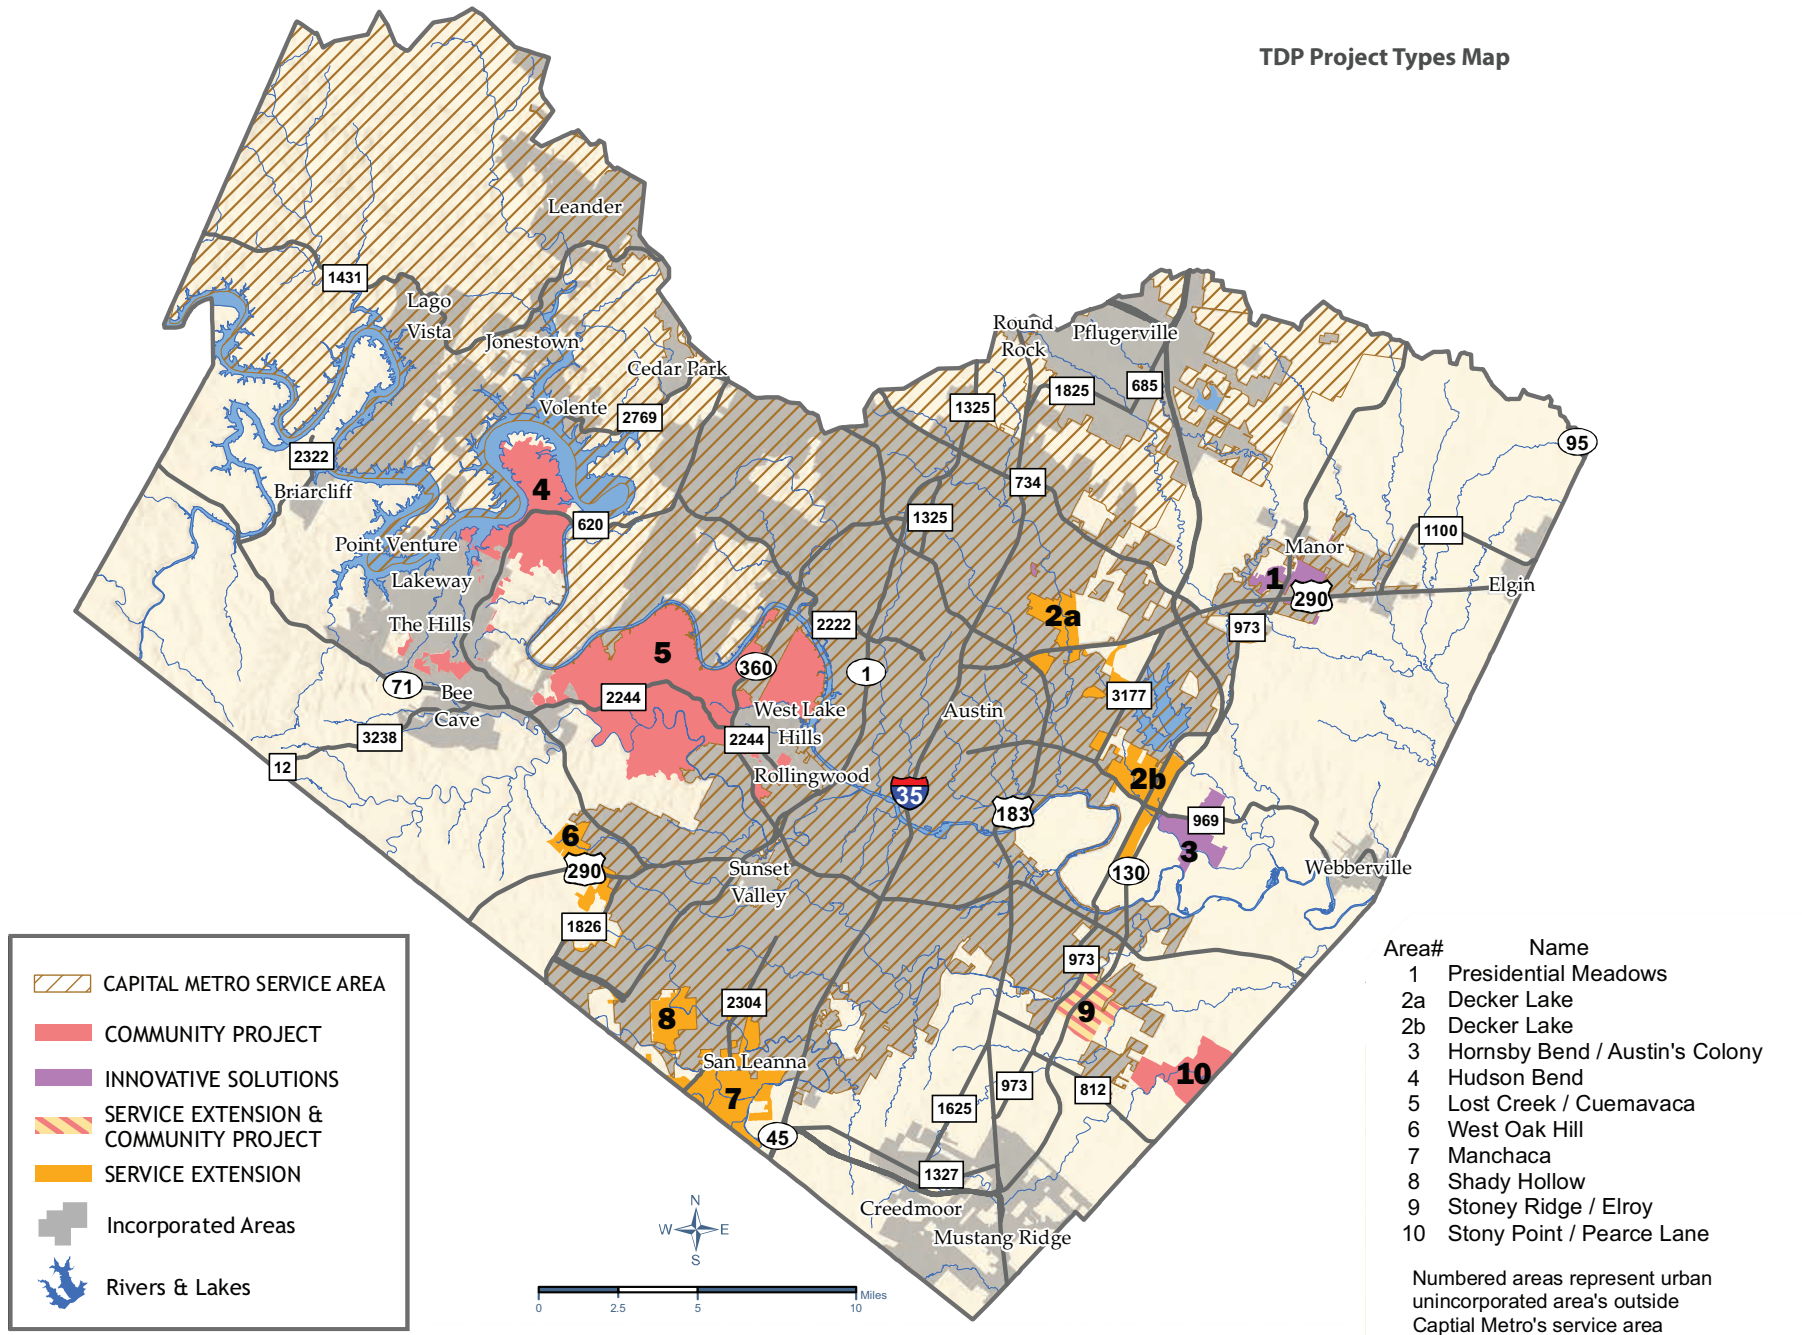 TDP Project Types Map
Leander
1431
Lago
Vista
Jonestown
Cedar Park
Volente
2769
Round
Rock
Pflugerville
1825
685
1325
95
2322
Briarcliff
4
734
1325
620
1100
Point Venture
Lakeway
Manor
1
290
Elgin
The Hills
2a
2222
973
5
360
1
71
Bee
Cave
2244
3177
West Lake
Hills
Austin
3238
2244
12
Rollingwood
2b
35
183
969
6
3
290
Sunset
Valley
130
Webberville
1826
973
8
2304
9
San Leanna
7
10
973
812
1625
45
1327
Creedmoor
Mustang Ridge
CAPITAL METRO SERVICE AREA
COMMUNITY PROJECT
INNOVATIVE SOLUTIONS
SERVICE EXTENSION &
COMMUNITY PROJECT
SERVICE EXTENSION
Incorporated Areas
Rivers & Lakes
N
W E
S
0 2.5 5 10 Miles
Area# Name
1 Presidential Meadows
2a Decker Lake
2b Decker Lake
3 Hornsby Bend / Austin's Colony
4 Hudson Bend
5 Lost Creek / Cuemavaca
6 West Oak Hill
7 Manchaca
8 Shady Hollow
9 Stoney Ridge / Elroy
10 Stony Point / Pearce Lane
Numbered areas represent urban
unincorporated area's outside
Captial Metro's service area